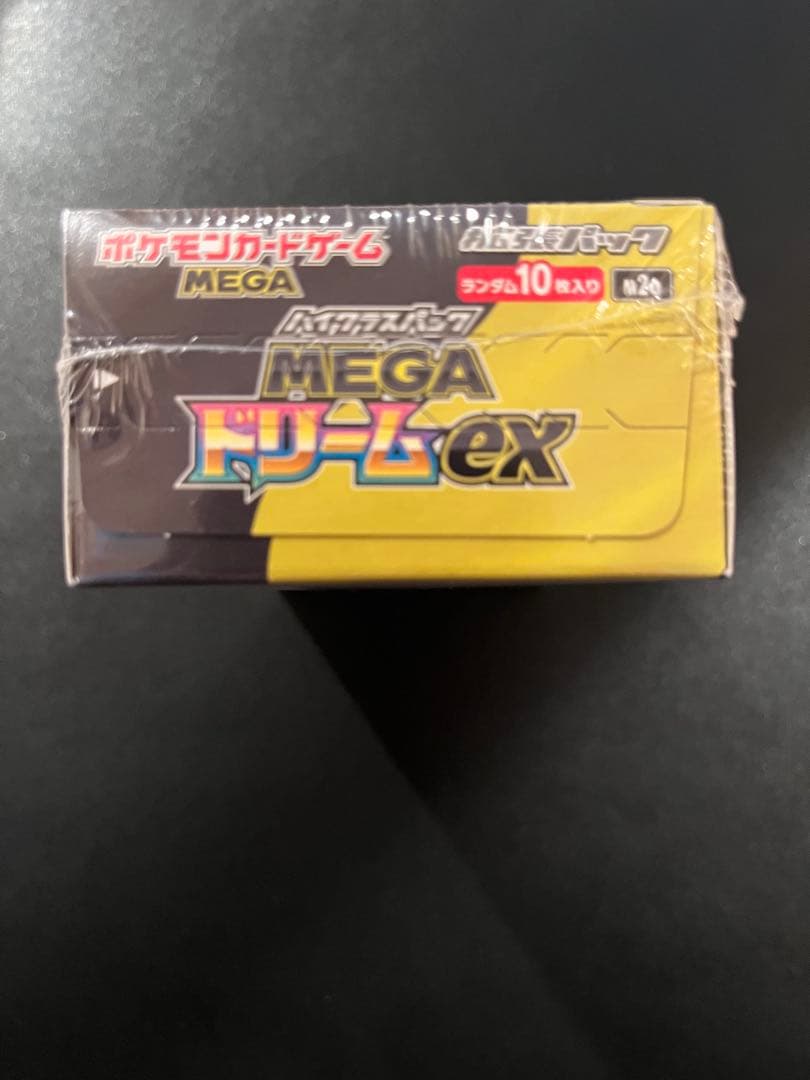 ポケモンカードゲーム
MEGA
拡張パック
ランダム10枚入り
M2a
ハイクラスパック
MEGA
ドリームex